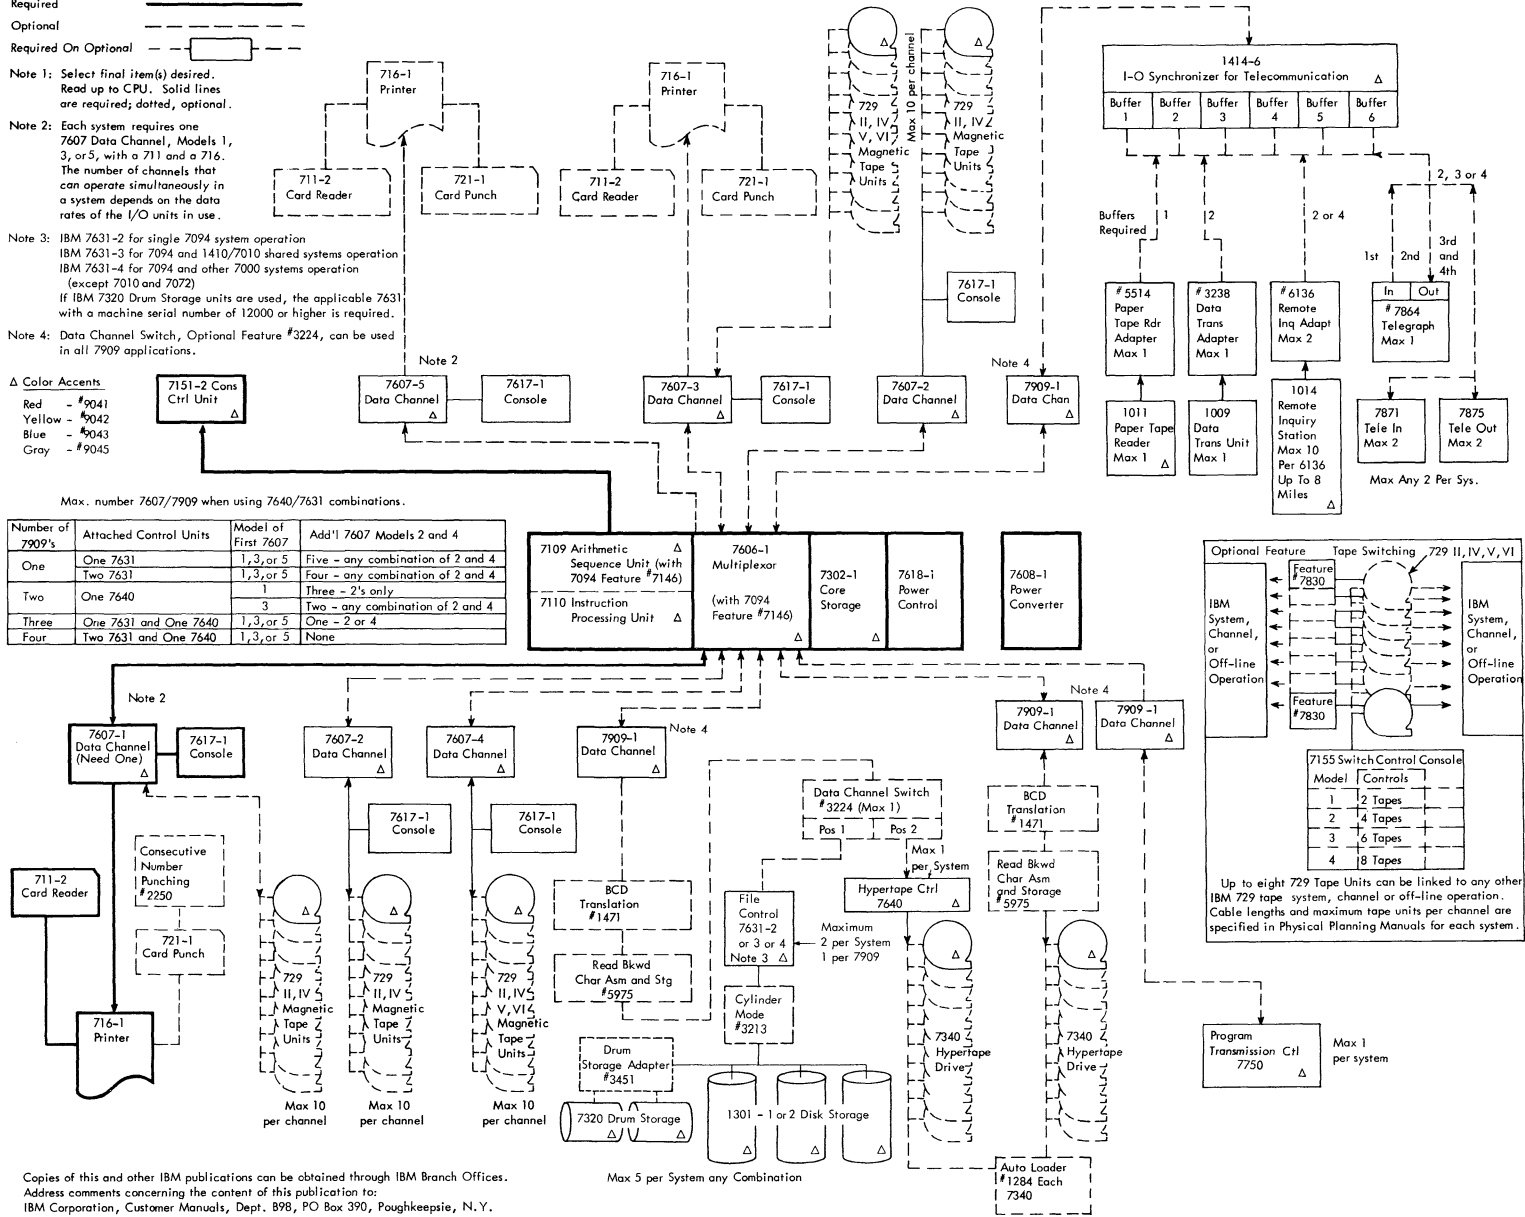 Required
Optional
Required On Optional
Note 1: Select final item(s) desired.
Read up to CPU. Solid lines
are required; dotted, optional.
Note 2: Each system requires one
7607 Data Channel, Models 1,
3, or 5, with a 711 and a 716.
The number of channels that
can operate simultaneously in
a system depends on the data
rates of the I/O units in use.
Note 3: IBM 7631-2 for single 7094 system operation
IBM 7631-3 for 7094 and 1410/7010 shared systems operation
IBM 7631-4 for 7094 and other 7000 systems operation
(except 7010 and 7072)
If IBM 7320 Drum Storage units are used, the applicable 7631
with a machine serial number of 12000 or higher is required.
Note 4: Data Channel Switch, Optional Feature #3224, can be used
in all 7909 applications.
Δ Color Accents
Red - #9041
Yellow - #9042
Blue - #9043
Gray - #9045
716-1
Printer
711-2
Card Reader
721-1
Card Punch
716-1
Printer
711-2
Card Reader
721-1
Card Punch
Δ
729
II, IV
V, VI
Magnetic
Tape
Units
Max 10 per channel
Δ
729
II, IV
Magnetic
Tape
Units
7617-1
Console
1414-6
I-O Synchronizer for Telecommunication Δ
Buffer 1
Buffer 2
Buffer 3
Buffer 4
Buffer 5
Buffer 6
2, 3 or 4
Buffers
Required
1
2
2 or 4
1st
2nd
3rd
and
4th
#5514
Paper
Tape Rdr
Adapter
Max 1
#3238
Data
Trans
Adapter
Max 1
#6136
Remote
Inq Adapt
Max 2
In Out
#7864
Telegraph
Max 1
1011
Paper Tape
Reader
Max 1 Δ
1009
Data
Trans Unit
Max 1
1014
Remote
Inquiry
Station
Max 10
Per 6136
Up To 8
Miles
Δ
7871
Tele In
Max 2
7875
Tele Out
Max 2
Max Any 2 Per Sys.
7151-2 Cons
Ctrl Unit
Δ
Note 2
7607-5
Data Channel
Δ
7617-1
Console
7607-3
Data Channel
Δ
7617-1
Console
7607-2
Data Channel
Δ
Note 4
7909-1
Data Chan
Δ
Max. number 7607/7909 when using 7640/7631 combinations.
Number of 7909's Attached Control Units Model of First 7607 Add'l 7607 Models 2 and 4
One One 7631 1,3,or 5 Five - any combination of 2 and 4
Two 7631 1,3,or 5 Four - any combination of 2 and 4
Two One 7640 1 Three - 2's only
3 Two - any combination of 2 and 4
Three One 7631 and One 7640 1,3,or 5 One - 2 or 4
Four Two 7631 and One 7640 1,3,or 5 None
7109 Arithmetic Δ
Sequence Unit (with
7094 Feature #7146)
7110 Instruction
Processing Unit Δ
7606-1
Multiplexor
(with 7094
Feature #7146)
Δ
7302-1
Core
Storage
Δ
7618-1
Power
Control
7608-1
Power
Converter
Optional Feature Tape Switching 729 II, IV, V, VI
Feature
#7830
IBM
System,
Channel,
or
Off-line
Operation
IBM
System,
Channel,
or
Off-line
Operation
Feature
#7830
7155 Switch Control Console
Model Controls
1 2 Tapes
2 4 Tapes
3 6 Tapes
4 8 Tapes
Up to eight 729 Tape Units can be linked to any other
IBM 729 tape system, channel or off-line operation.
Cable lengths and maximum tape units per channel are
specified in Physical Planning Manuals for each system.
Note 2
7607-1
Data Channel
(Need One)
Δ
7617-1
Console
7607-2
Data Channel
Δ
7607-4
Data Channel
Δ
7909-1
Data Channel
Δ
Note 4
7909-1
Data Channel
Δ
Note 4
7909-1
Data Channel
Δ
7617-1
Console
7617-1
Console
711-2
Card Reader
Consecutive
Number
Punching
#2250
721-1
Card Punch
716-1
Printer
Δ
729
II, IV
Magnetic
Tape
Units
Max 10
per channel
Δ
729
II, IV
Magnetic
Tape
Units
Max 10
per channel
Δ
729
II, IV
V, VI
Magnetic
Tape
Units
Max 10
per channel
BCD
Translation
#1471
Read Bkwd
Char Asm and Stg
#5975
Data Channel Switch
#3224 (Max 1)
Pos 1 Pos 2
Max 1
per System
File
Control
7631-2
or 3 or 4
Note 3 Δ
Maximum
2 per System
1 per 7909
Hypertape Ctrl
7640 Δ
BCD
Translation
#1471
Read Bkwd
Char Asm
and Storage
#5975
Cylinder
Mode
#3213
Drum
Storage Adapter
#3451
7320 Drum Storage
Δ Δ
1301 - 1 or 2 Disk Storage
Δ Δ Δ
Max 5 per System any Combination
Δ
7340
Hypertape
Drive
Δ
7340
Hypertape
Drive
Auto Loader
#1284 Each
7340
Program
Transmission Ctl
7750 Δ
Max 1
per system
Copies of this and other IBM publications can be obtained through IBM Branch Offices.
Address comments concerning the content of this publication to:
IBM Corporation, Customer Manuals, Dept. B98, PO Box 390, Poughkeepsie, N.Y.